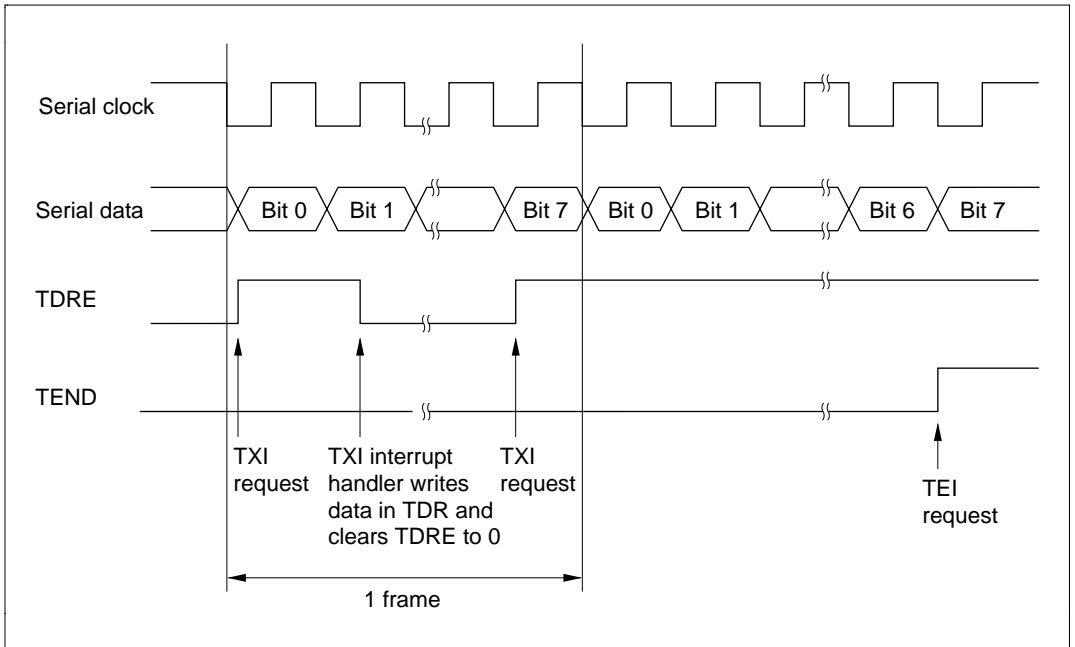 Serial clock
Serial data
Bit 0
Bit 1
Bit 7
Bit 0
Bit 1
Bit 6
Bit 7
TDRE
TEND
TXI
request
TXI interrupt
handler writes
data in TDR and
clears TDRE to 0
TXI
request
TEI
request
1 frame